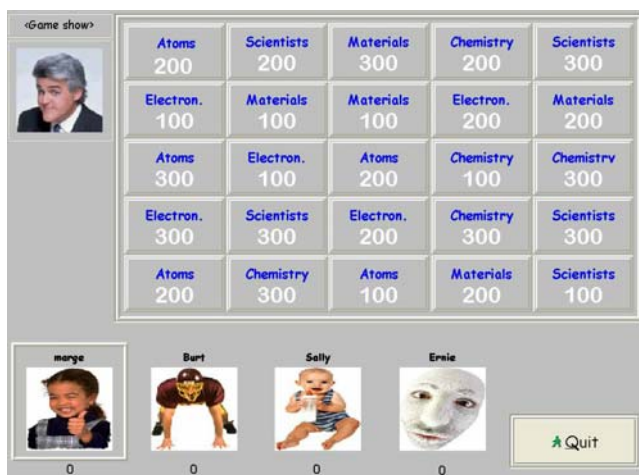 <Game show>
Atoms Scientists Materials Chemistry Scientists
200 200 300 200 300
Electron. Materials Materials Electron. Materials
100 100 100 200 200
Atoms Electron. Atoms Chemistry Chemistry
300 100 200 100 300
Electron. Scientists Electron. Chemistry Scientists
300 300 200 300 300
Atoms Chemistry Atoms Materials Scientists
200 300 100 200 100
marge Burt Sally Ernie
0 0 0 0
Quit